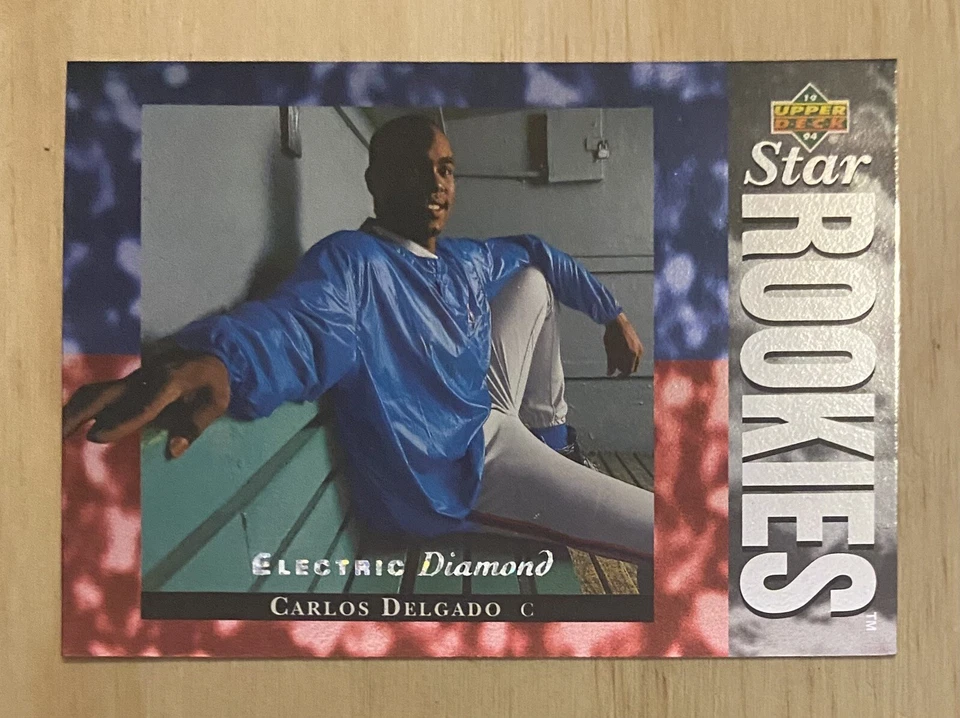 19
UPPER
DECK
94
Star
ROOKIES
TM
ELECTRIC Diamond
CARLOS DELGADO C